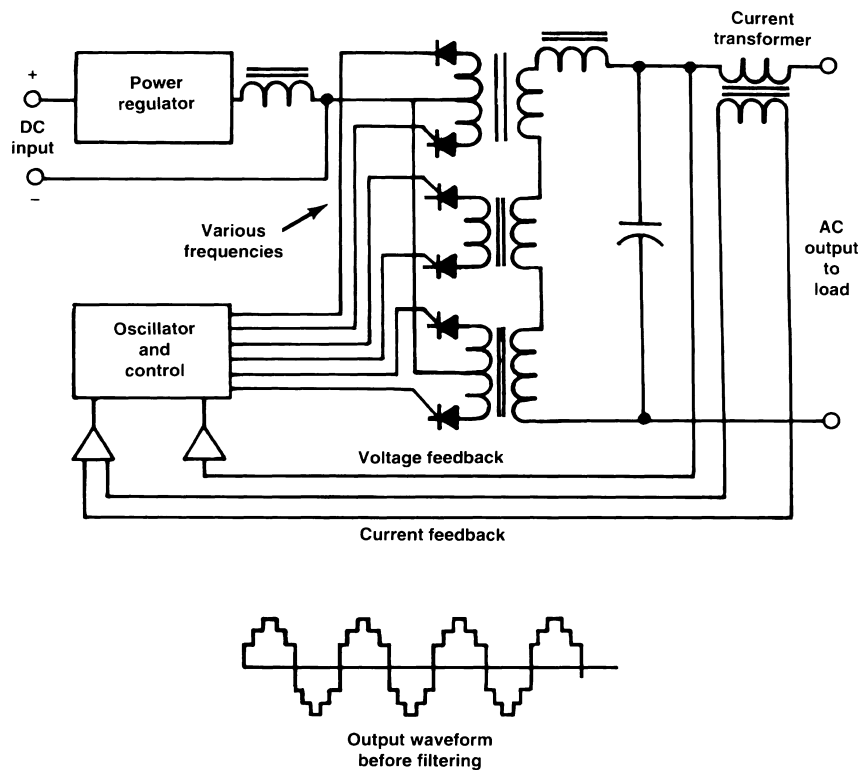 Current
transformer
Power
regulator
+
DC
input
–
Various
frequencies
AC
output
to
load
Oscillator
and
control
Voltage feedback
Current feedback
Output waveform
before filtering